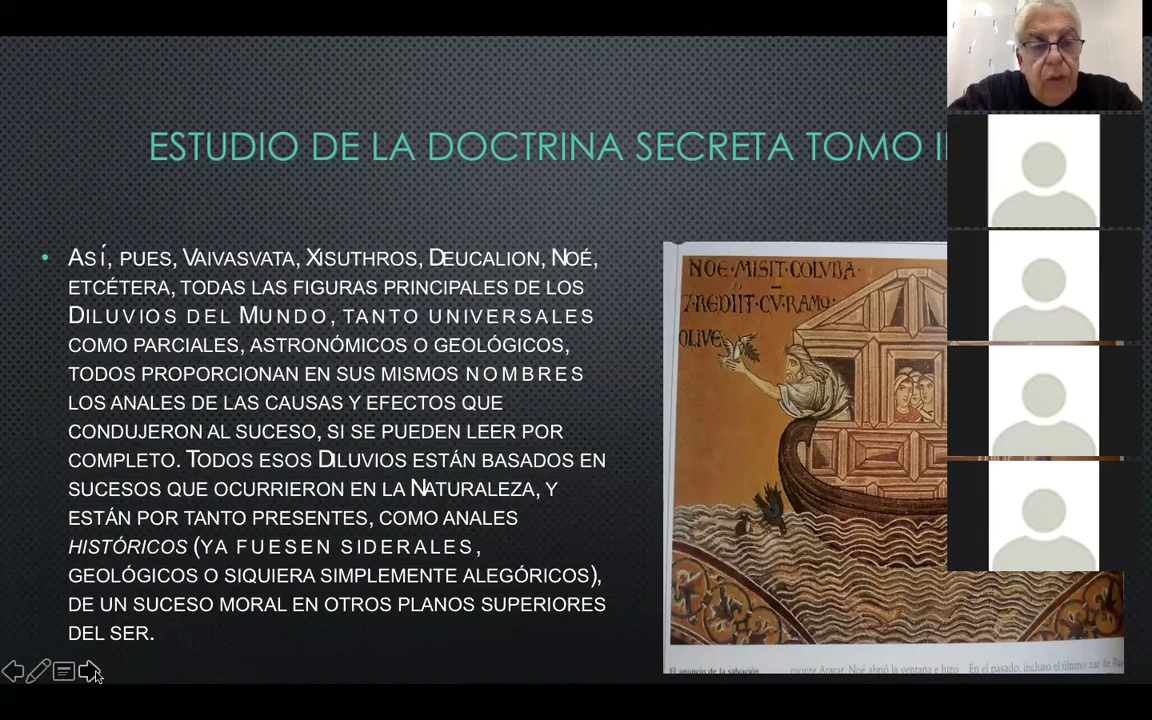 ESTUDIO DE LA DOCTRINA SECRETA TOMO
• ASÍ, PUES, VAIVASVATA, XISUTHROS, DEUCALION, NOÉ,
ETCÉTERA, TODAS LAS FIGURAS PRINCIPALES DE LOS
DILUVIOS DEL MUNDO, TANTO UNIVERSALES
COMO PARCIALES, ASTRONÓMICOS O GEOLÓGICOS,
TODOS PROPORCIONAN EN SUS MISMOS NOMBRES
LOS ANALES DE LAS CAUSAS Y EFECTOS QUE
CONDUJERON AL SUCESO, SI SE PUEDEN LEER POR
COMPLETO. TODOS ESOS DILUVIOS ESTÁN BASADOS EN
SUCESOS QUE OCURRIERON EN LA NATURALEZA, Y
ESTÁN POR TANTO PRESENTES, COMO ANALES
HISTÓRICOS (YA FUESEN SIDERALES,
GEOLÓGICOS O SIQUIERA SIMPLEMENTE ALEGÓRICOS),
DE UN SUCESO MORAL EN OTROS PLANOS SUPERIORES
DEL SER.
NOE·MISIT·COLVBA·
7·REDIIT·CV·RAMO:
OLIVE
El anuncio de la salvación
monte Ararat, Noé abrió la ventana e hizo
En el pasado, incluso el último zar de